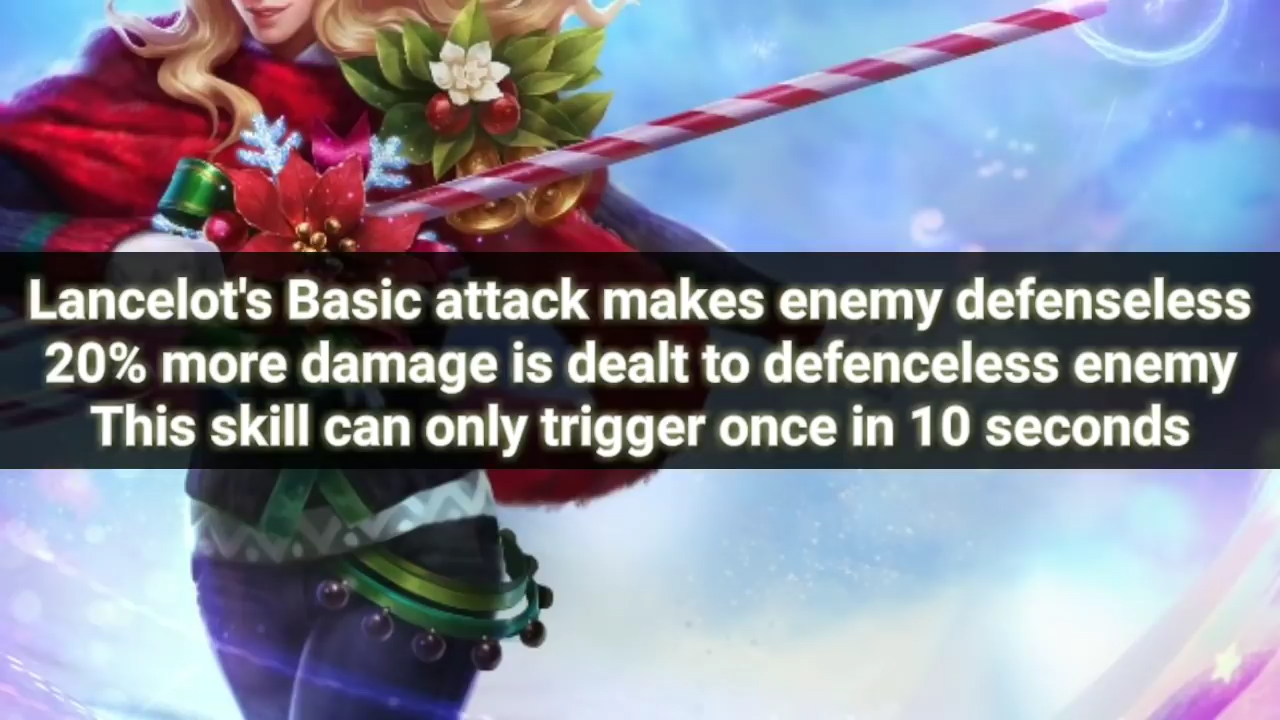 Lancelot's Basic attack makes enemy defenseless
20% more damage is dealt to defenceless enemy
This skill can only trigger once in 10 seconds